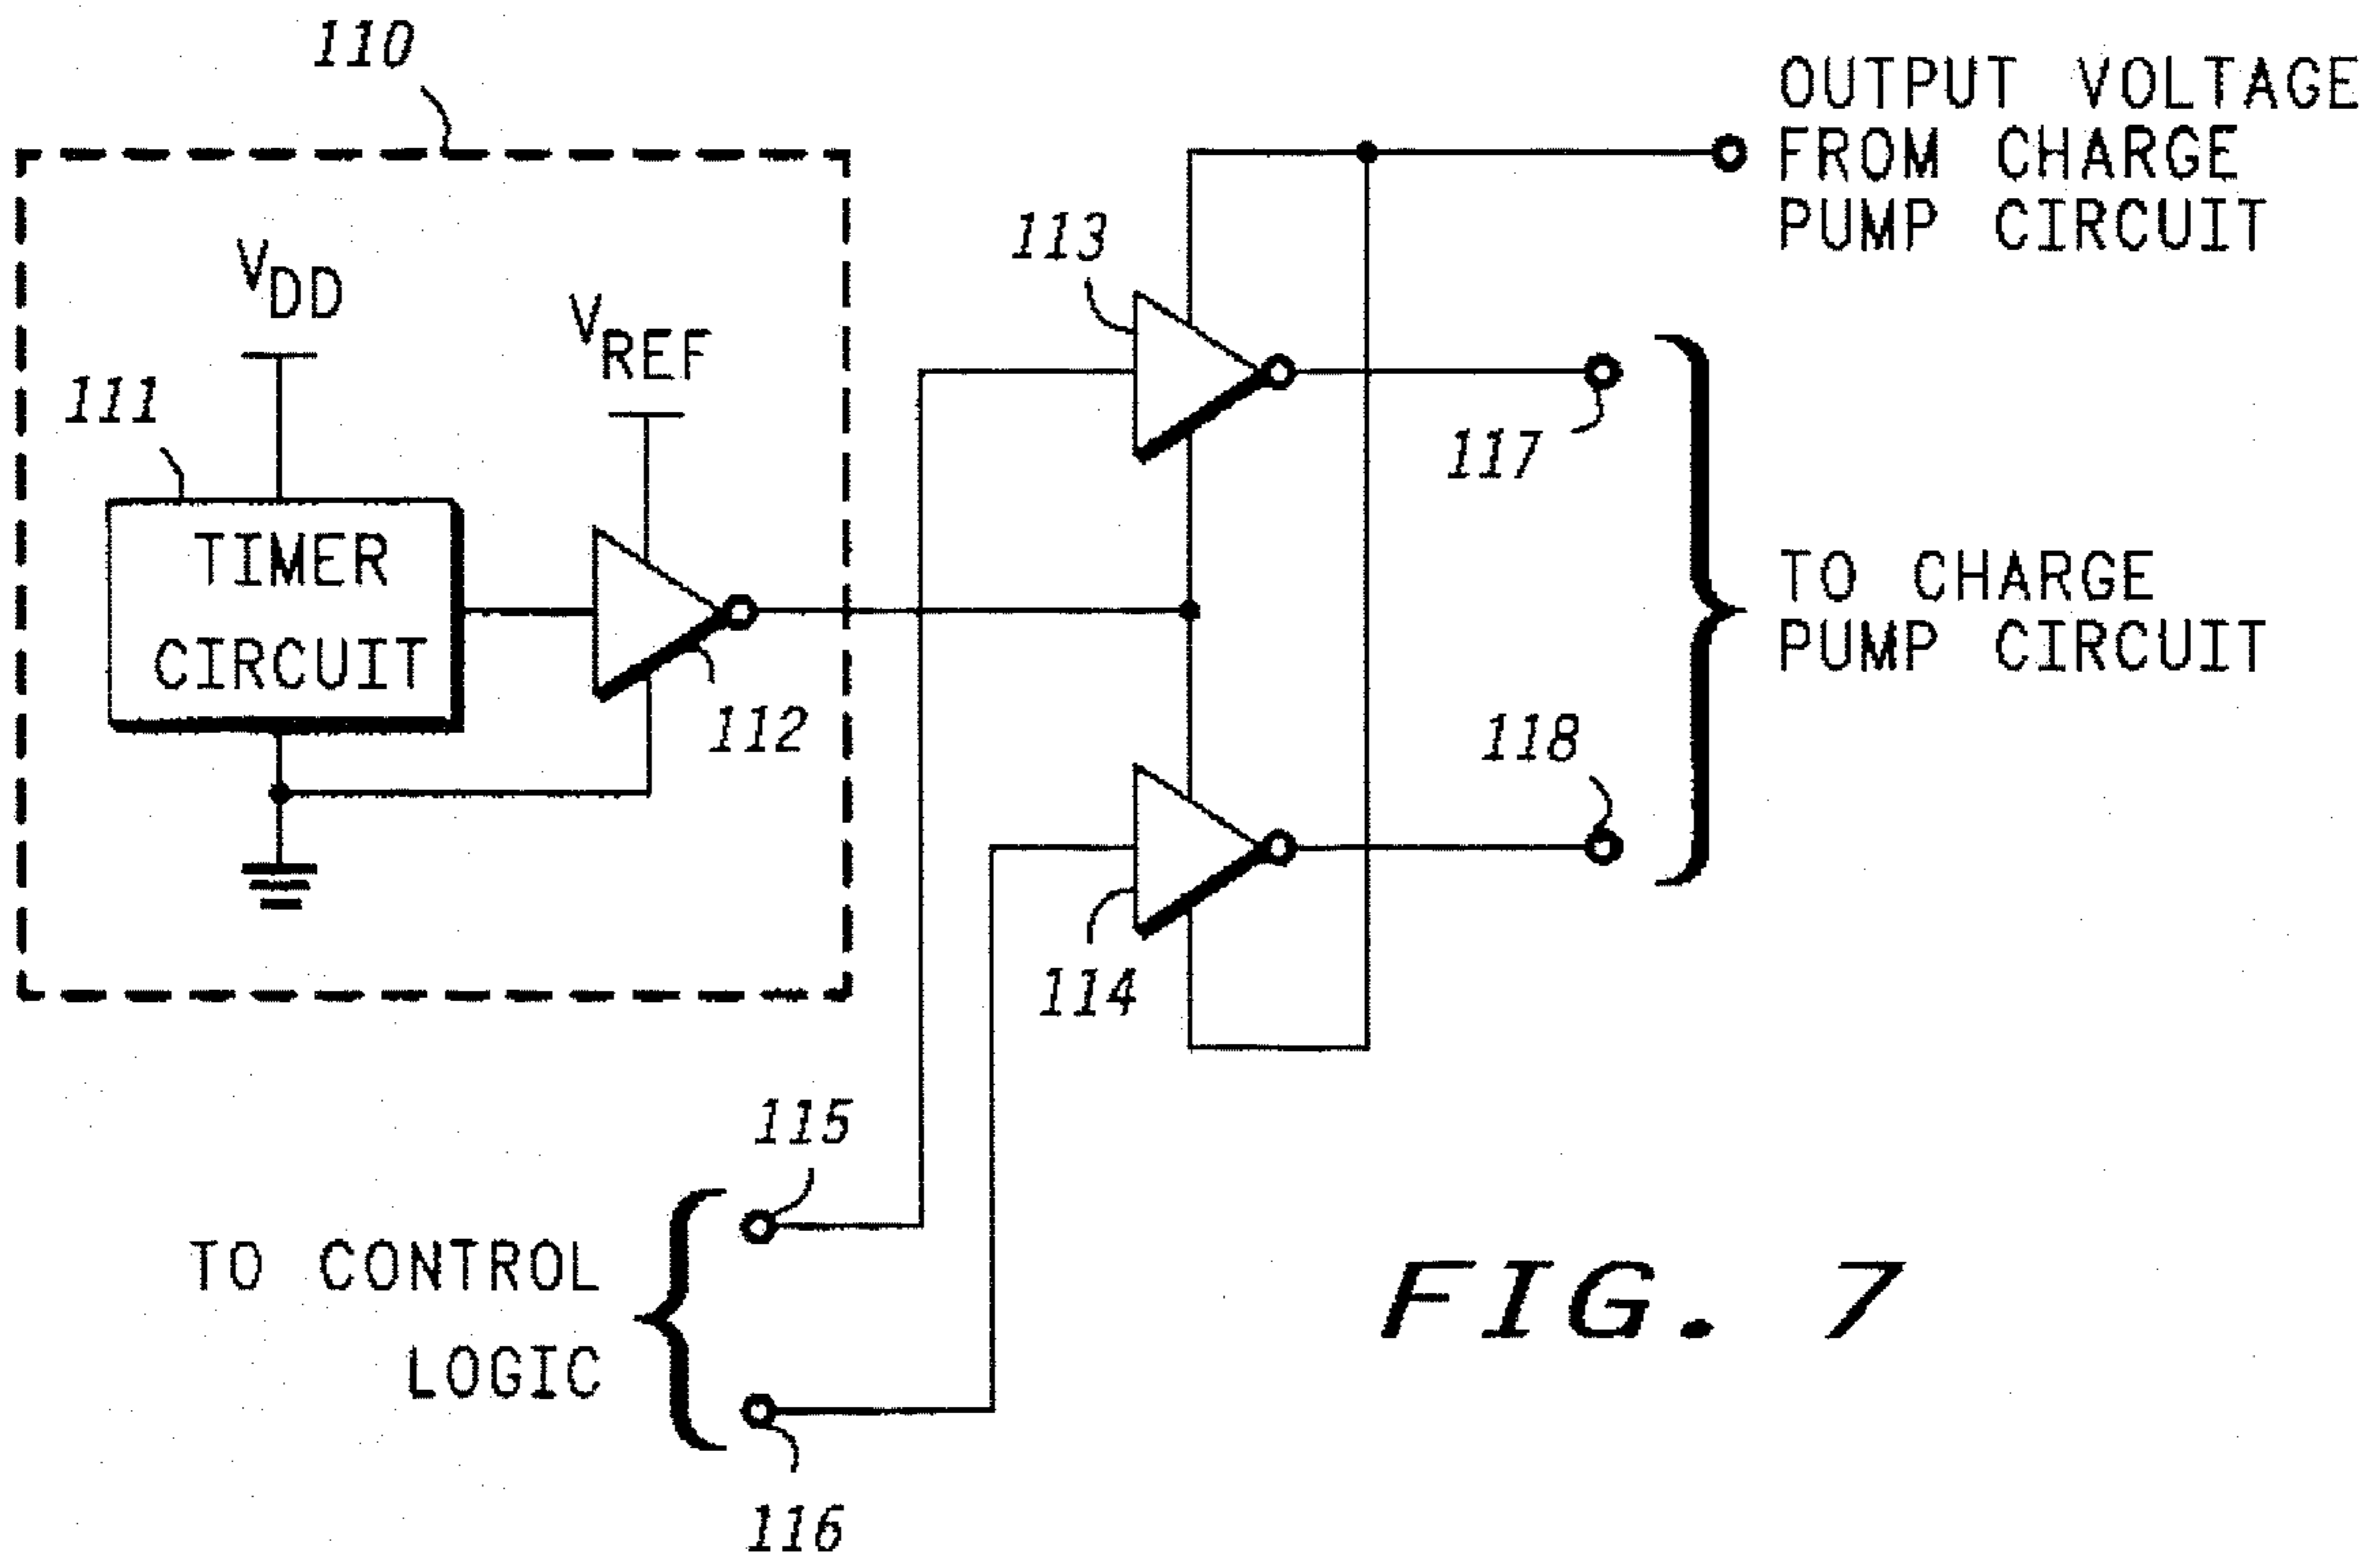 110
OUTPUT VOLTAGE
FROM CHARGE
PUMP CIRCUIT
113
VDD
VREF
111
117
TIMER
CIRCUIT
TO CHARGE
PUMP CIRCUIT
112
118
114
115
TO CONTROL
LOGIC
FIG. 7
116